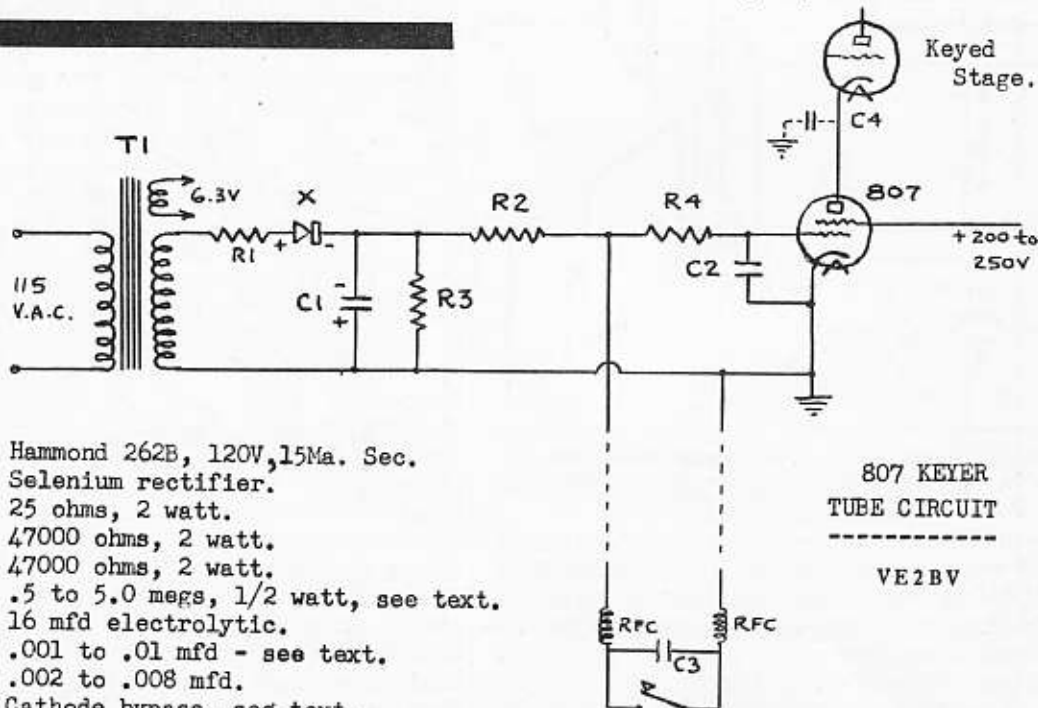 Keyed
Stage.
C4
T1
6.3V
X
R1
+
-
R2
R4
807
C2
+ 200 to
250V
115
V.A.C.
C1
-
+
R3
Hammond 262B, 120V,15Ma. Sec.
Selenium rectifier.
25 ohms, 2 watt.
47000 ohms, 2 watt.
47000 ohms, 2 watt.
.5 to 5.0 megs, 1/2 watt, see text.
16 mfd electrolytic.
.001 to .01 mfd - see text.
.002 to .008 mfd.
Cathode bypass, see text.
807 KEYER
TUBE CIRCUIT
VE2BV
RFC
RFC
C3